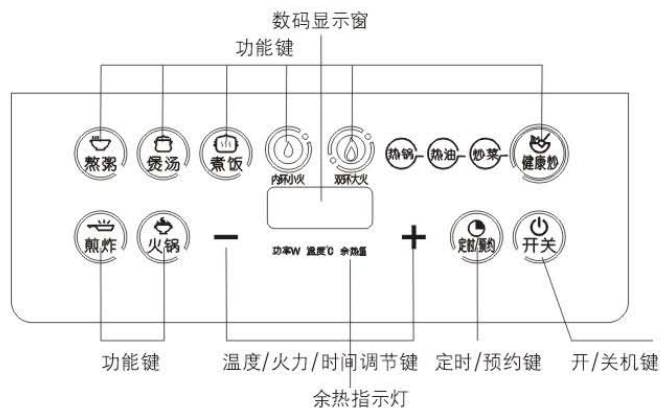 数码显示窗
功能键
熬粥 煲汤 煮饭 内环小火 双环大火 热锅 热油 炒菜 健康炒
煎炸 火锅 − 功率W 温度℃ 余热温 + 定时/预约 开关
功能键 温度/火力/时间调节键 定时/预约键 开/关机键
余热指示灯